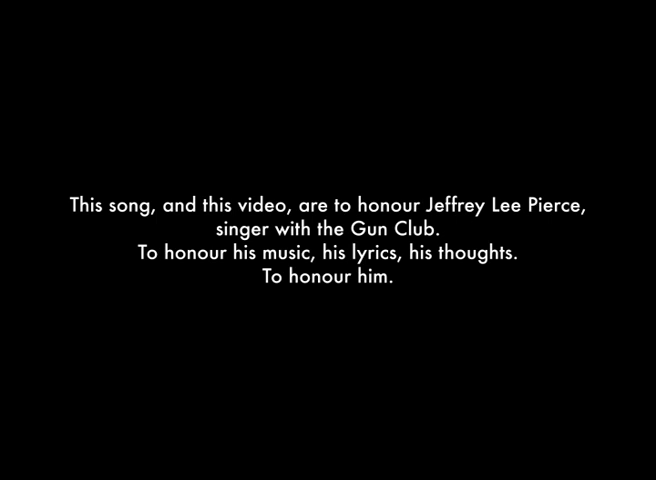 This song, and this video, are to honour Jeffrey Lee Pierce,
singer with the Gun Club.
To honour his music, his lyrics, his thoughts.
To honour him.